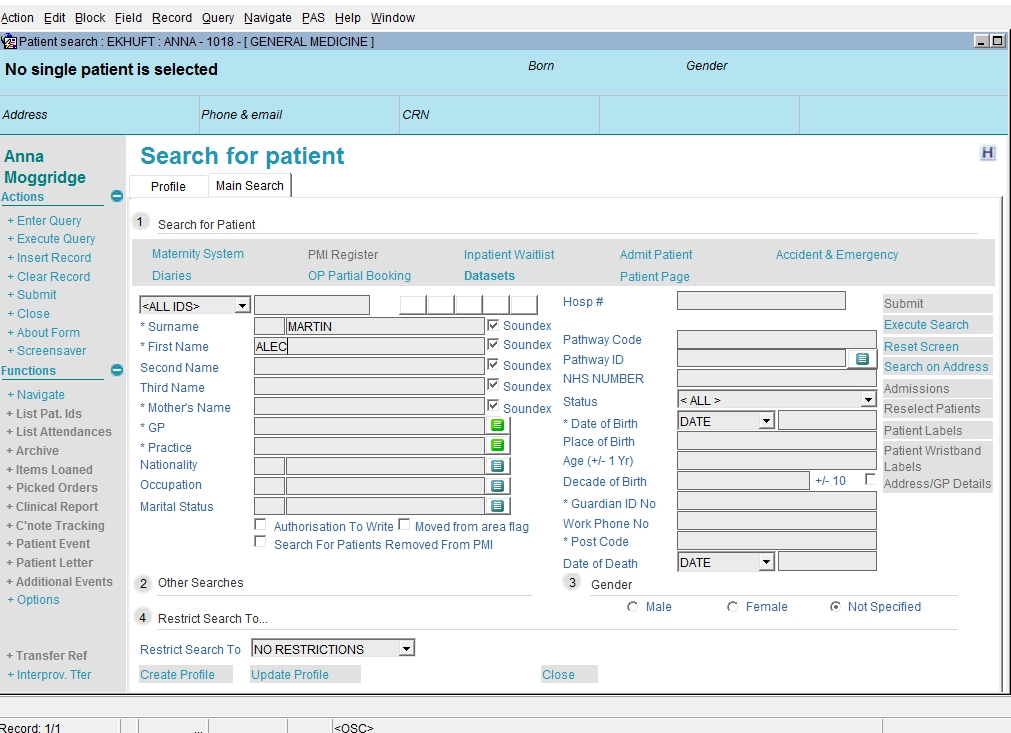 Action Edit Block Field Record Query Navigate PAS Help Window
Patient search : EKHUFT : ANNA - 1018 - [ GENERAL MEDICINE ]
No single patient is selected
Born
Gender
Address
Phone & email
CRN
Anna
Moggridge
Actions
+ Enter Query
+ Execute Query
+ Insert Record
+ Clear Record
+ Submit
+ Close
+ About Form
+ Screensaver
Functions
+ Navigate
+ List Pat. Ids
+ List Attendances
+ Archive
+ Items Loaned
+ Picked Orders
+ Clinical Report
+ C'note Tracking
+ Patient Event
+ Patient Letter
+ Additional Events
+ Options
+ Transfer Ref
+ Interprov. Tfer
Search for patient
H
Profile
Main Search
1 Search for Patient
Maternity System
PMI Register
Inpatient Waitlist
Admit Patient
Accident & Emergency
Diaries
OP Partial Booking
Datasets
Patient Page
<ALL IDS>
* Surname MARTIN Soundex
* First Name ALEC Soundex
Second Name Soundex
Third Name Soundex
* Mother's Name Soundex
* GP
* Practice
Nationality
Occupation
Marital Status
Authorisation To Write
Moved from area flag
Search For Patients Removed From PMI
Hosp #
Pathway Code
Pathway ID
NHS NUMBER
Status < ALL >
* Date of Birth DATE
Place of Birth
Age (+/- 1 Yr)
Decade of Birth +/- 10
* Guardian ID No
Work Phone No
* Post Code
Date of Death DATE
Submit
Execute Search
Reset Screen
Search on Address
Admissions
Reselect Patients
Patient Labels
Patient Wristband
Labels
Address/GP Details
2 Other Searches
3 Gender
Male
Female
Not Specified
4 Restrict Search To...
Restrict Search To NO RESTRICTIONS
Create Profile
Update Profile
Close
Record: 1/1
...
<OSC>